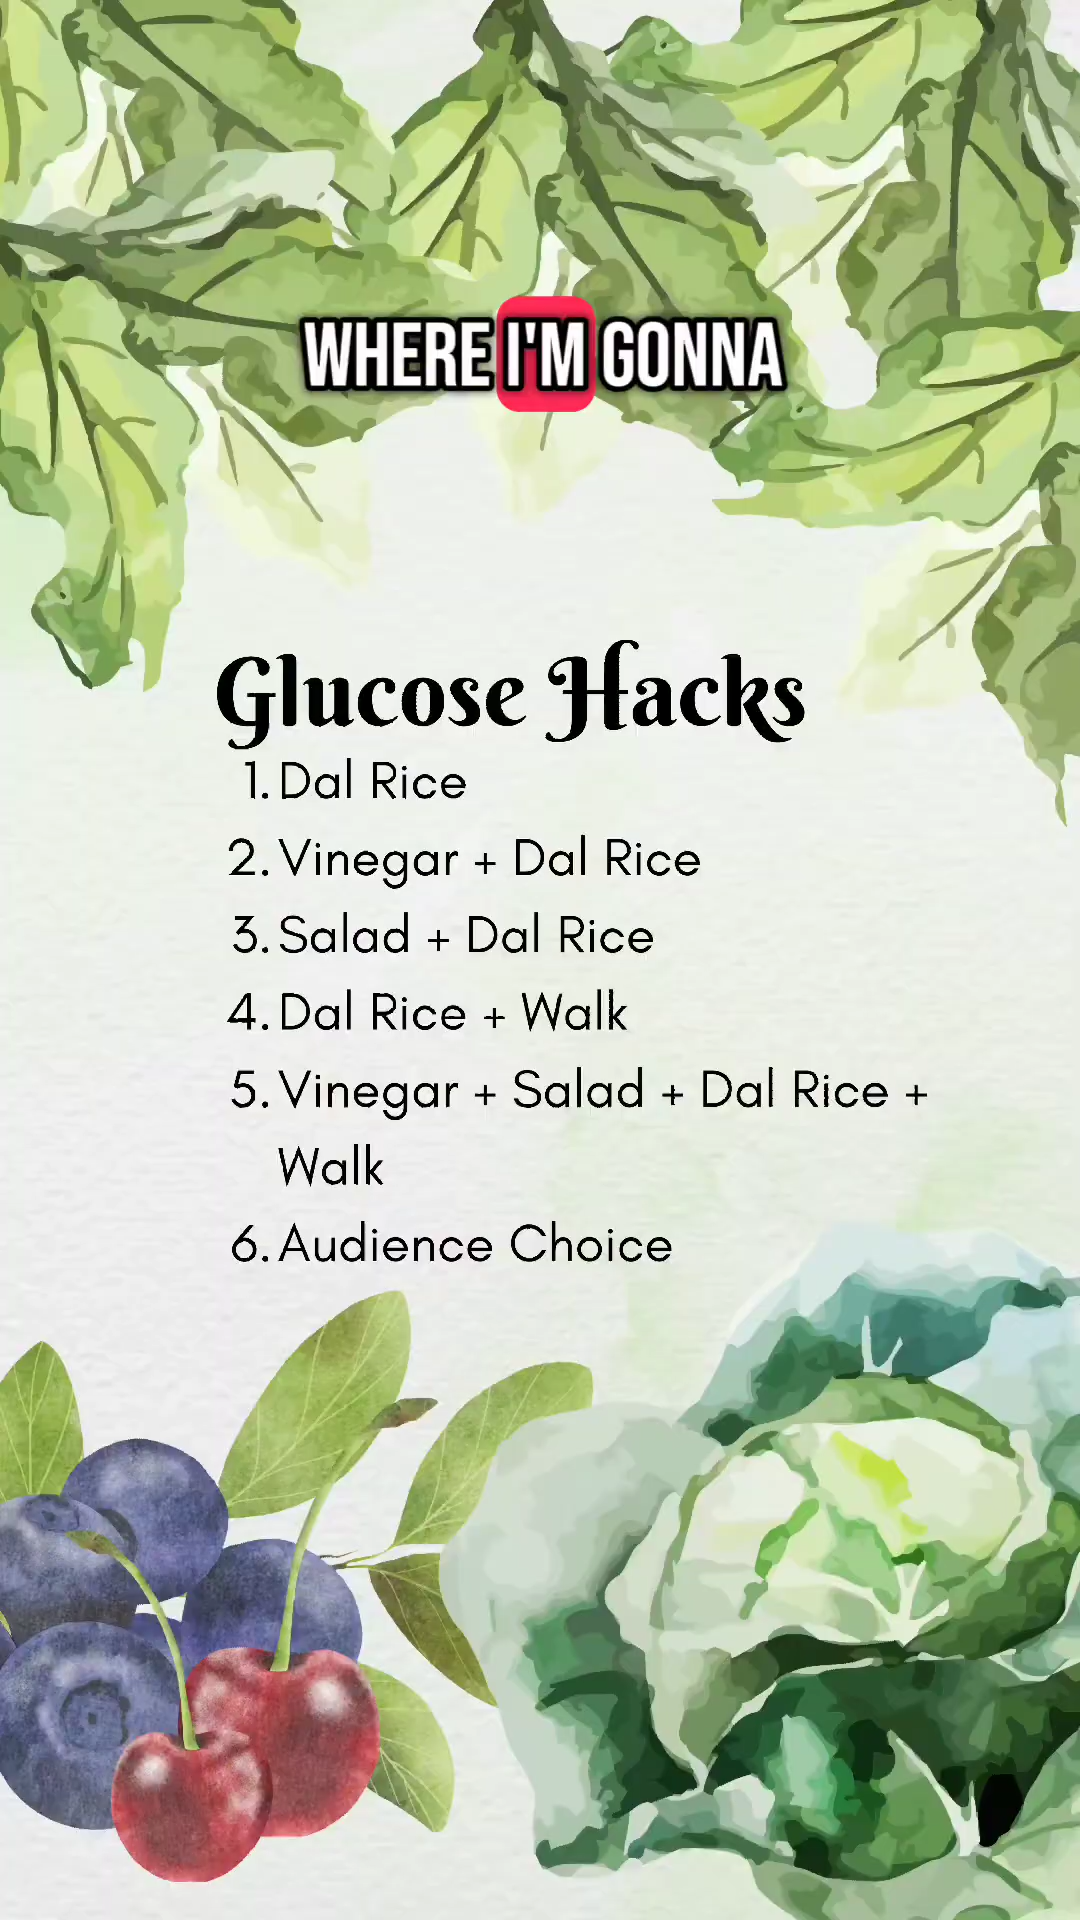 WHERE I'M GONNA
Glucose Hacks
1. Dal Rice
2. Vinegar + Dal Rice
3. Salad + Dal Rice
4. Dal Rice + Walk
5. Vinegar + Salad + Dal Rice +
Walk
6. Audience Choice